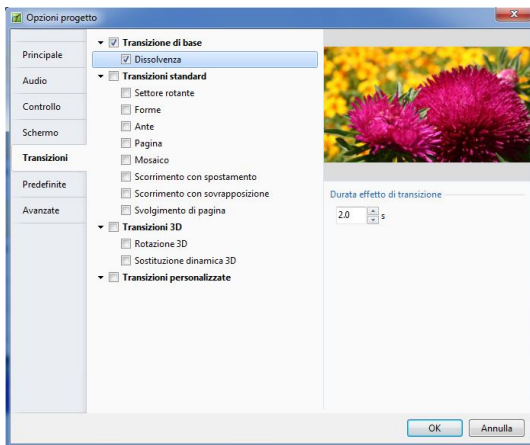 Opzioni progetto
Principale
Audio
Controllo
Schermo
Transizioni
Predefinite
Avanzate
Transizione di base
Dissolvenza
Transizioni standard
Settore rotante
Forme
Ante
Pagina
Mosaico
Scorrimento con spostamento
Scorrimento con sovrapposizione
Svolgimento di pagina
Transizioni 3D
Rotazione 3D
Sostituzione dinamica 3D
Transizioni personalizzate
Durata effetto di transizione
2.0 s
OK
Annulla